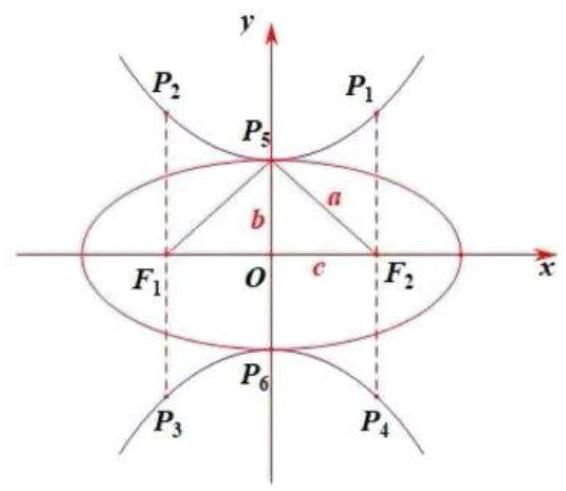 y
P₂ P₁
P₅
a
b
F₁ O c F₂ x
P₆
P₃ P₄